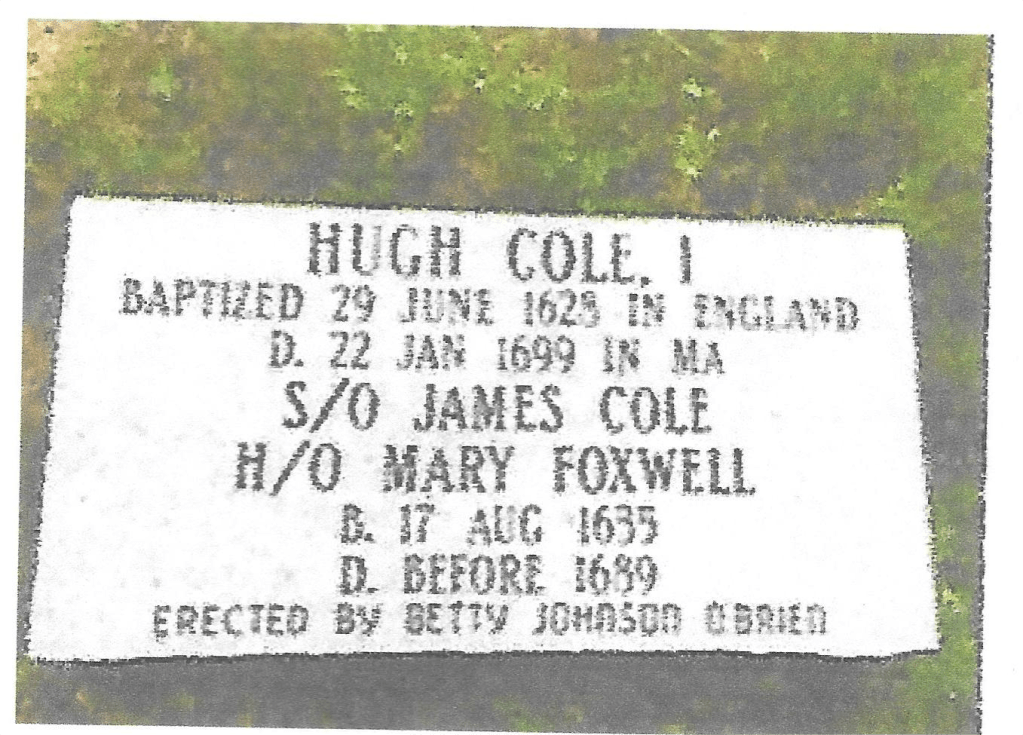 HUGH COLE, I
BAPTIZED 29 JUNE 1628 IN ENGLAND
D. 22 JAN 1699 IN MA
S/O JAMES COLE
H/O MARY FOXWELL
B. 17 AUG 1635
D. BEFORE 1689
ERECTED BY BETTY JOHNSON O'BRIEN